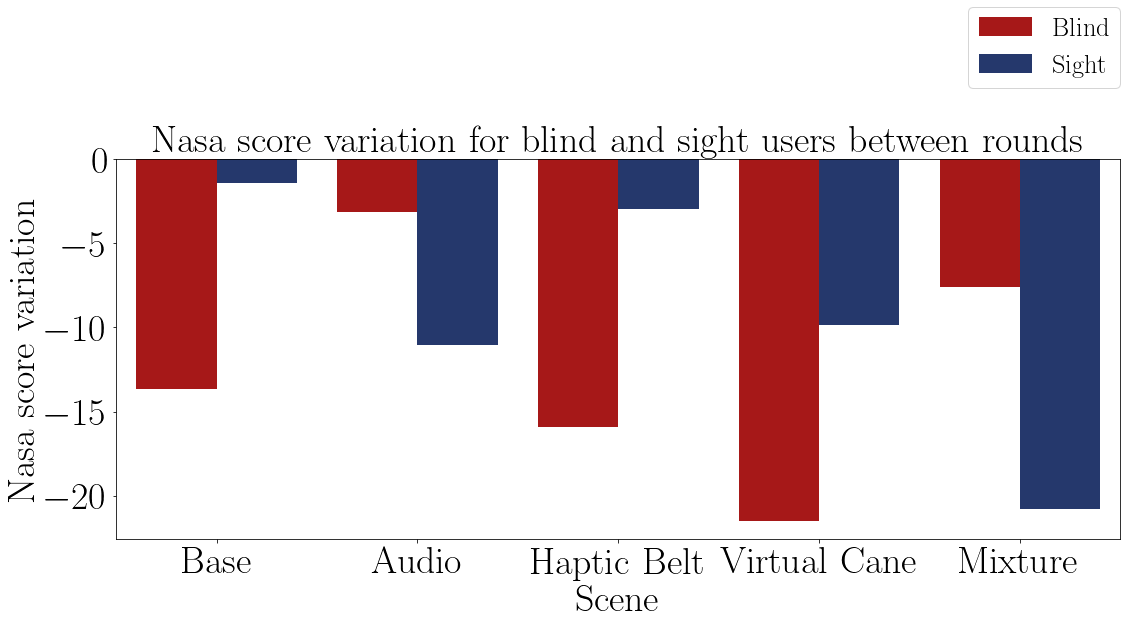 Blind
Sight
Nasa score variation for blind and sight users between rounds
Nasa score variation
0
−5
−10
−15
−20
Base Audio Haptic Belt Virtual Cane Mixture
Scene